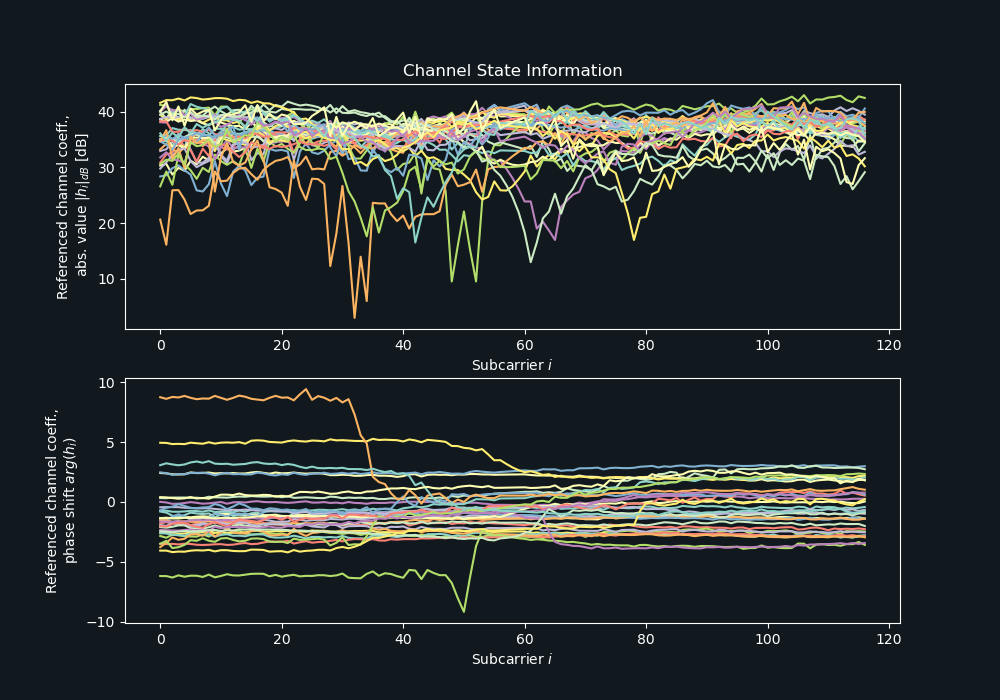 Channel State Information
Referenced channel coeff.,
abs. value |h_i|_{dB} [dB]
40
30
20
10
0 20 40 60 80 100 120
Subcarrier i
Referenced channel coeff.,
phase shift arg(h_i)
10
5
0
−5
−10
0 20 40 60 80 100 120
Subcarrier i